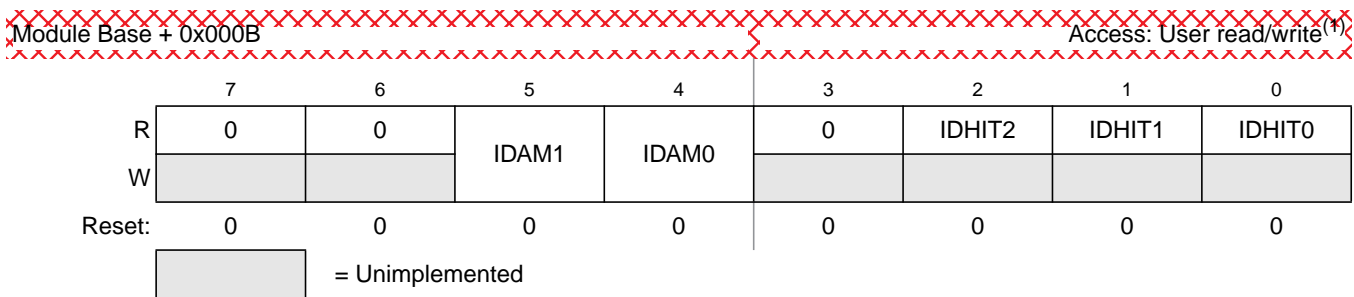 Module Base + 0x000B Access: User read/write(1)
7 6 5 4 3 2 1 0
R 0 0 IDAM1 IDAM0 0 IDHIT2 IDHIT1 IDHIT0
W
Reset: 0 0 0 0 0 0 0 0
= Unimplemented